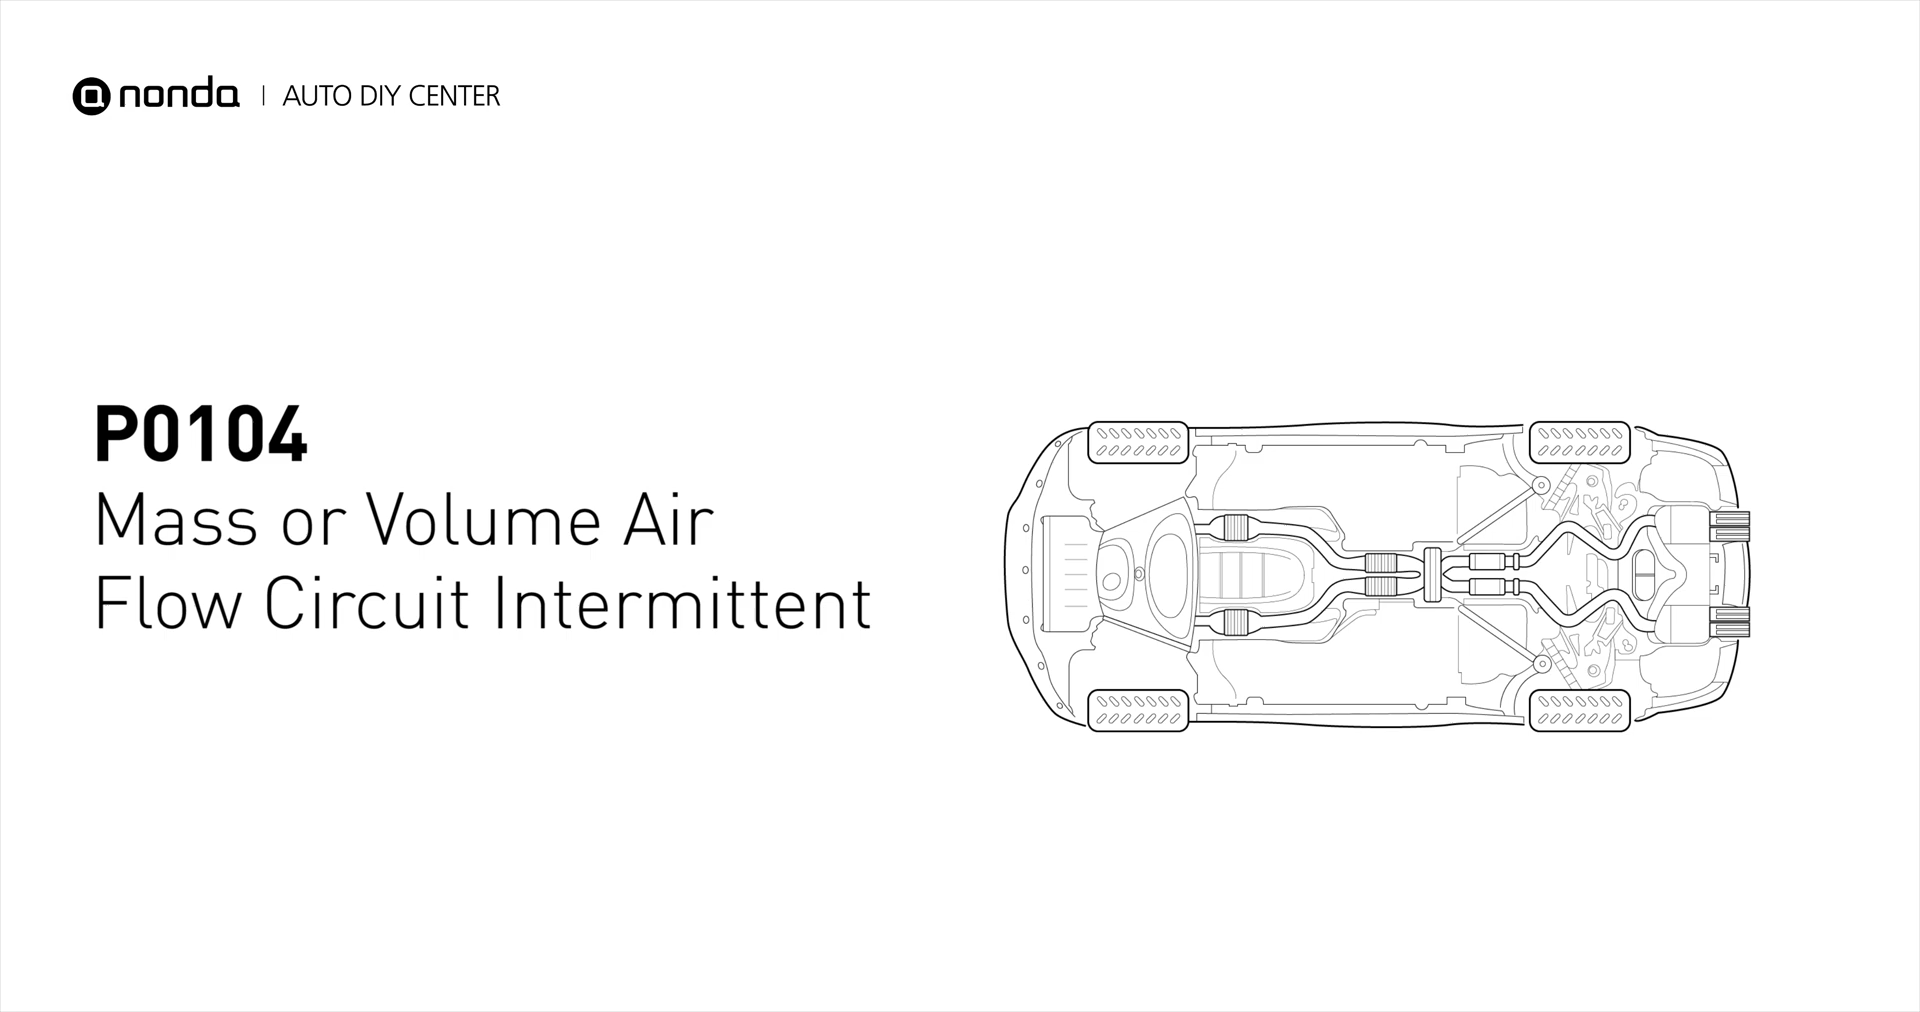 nonda | AUTO DIY CENTER
P0104
Mass or Volume Air
Flow Circuit Intermittent